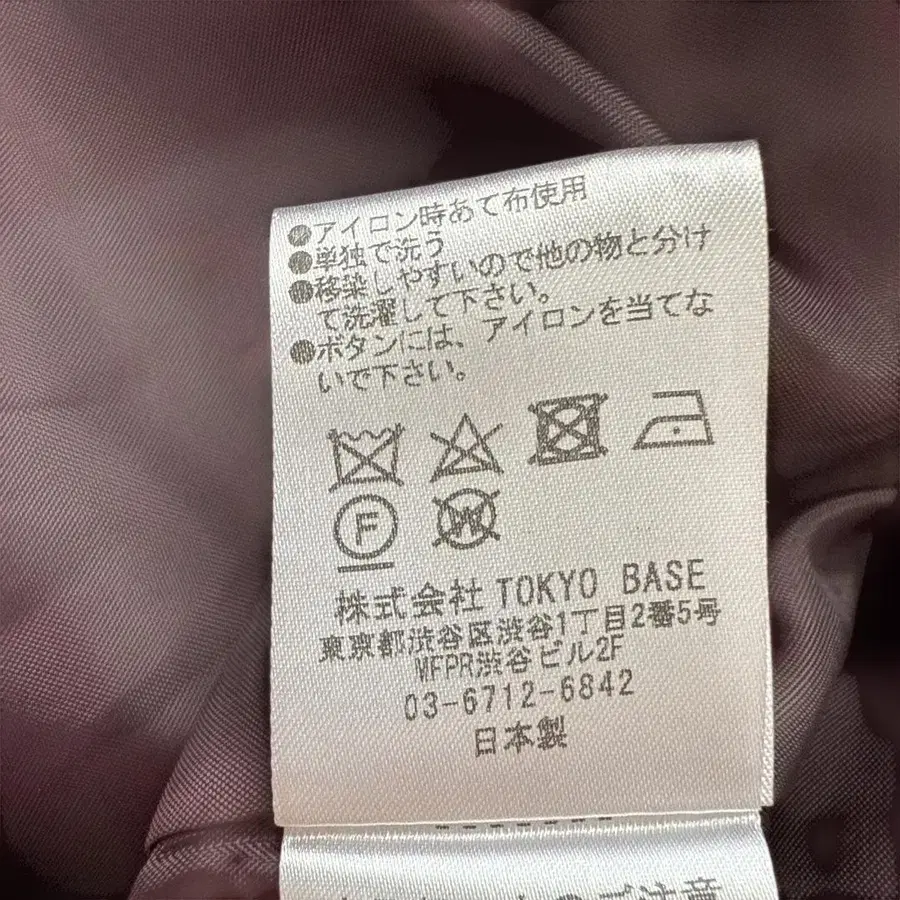 ●アイロン時あて布使用
●単独で洗う
●移染しやすいので他の物と分け
て洗濯して下さい。
●ボタンには、アイロンを当てな
いで下さい。
F W
株式会社 TOKYO BASE
東京都渋谷区渋谷1丁目2番5号
MFPR渋谷ビル2F
03-6712-6842
日本製